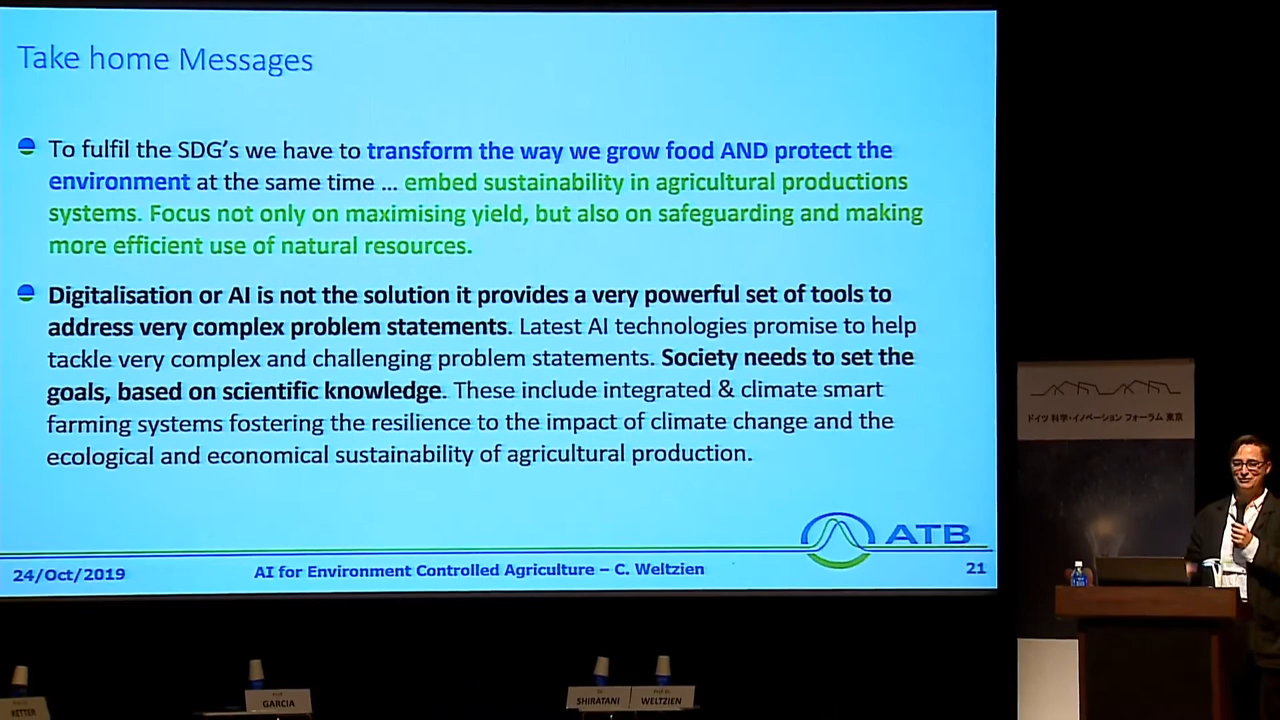 Take home Messages
To fulfil the SDG's we have to transform the way we grow food AND protect the
environment at the same time ... embed sustainability in agricultural productions
systems. Focus not only on maximising yield, but also on safeguarding and making
more efficient use of natural resources.
Digitalisation or AI is not the solution it provides a very powerful set of tools to
address very complex problem statements. Latest AI technologies promise to help
tackle very complex and challenging problem statements. Society needs to set the
goals, based on scientific knowledge. These include integrated & climate smart
farming systems fostering the resilience to the impact of climate change and the
ecological and economical sustainability of agricultural production.
ATB
24/Oct/2019
AI for Environment Controlled Agriculture – C. Weltzien
21
ドイツ 科学・イノベーション フォーラム 東京
KETTER
GARCIA
SHIRATANI
WELTZIEN